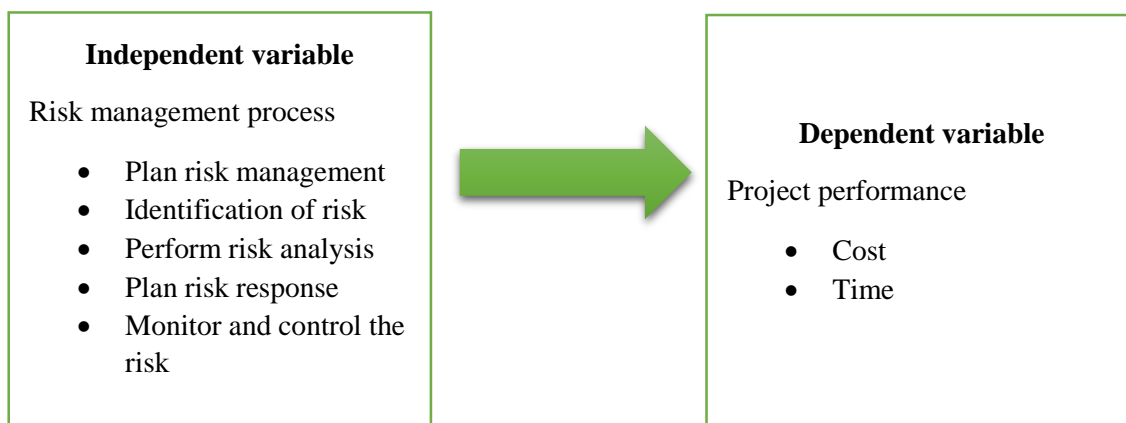 Independent variable
Risk management process
• Plan risk management
• Identification of risk
• Perform risk analysis
• Plan risk response
• Monitor and control the
risk
Dependent variable
Project performance
• Cost
• Time